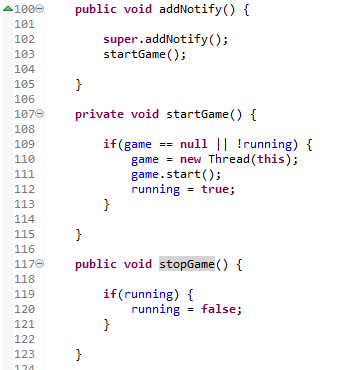 100 public void addNotify() {
101
102 super.addNotify();
103 startGame();
104
105 }
106
107 private void startGame() {
108
109 if(game == null || !running) {
110 game = new Thread(this);
111 game.start();
112 running = true;
113 }
114
115 }
116
117 public void stopGame() {
118
119 if(running) {
120 running = false;
121 }
122
123 }
124